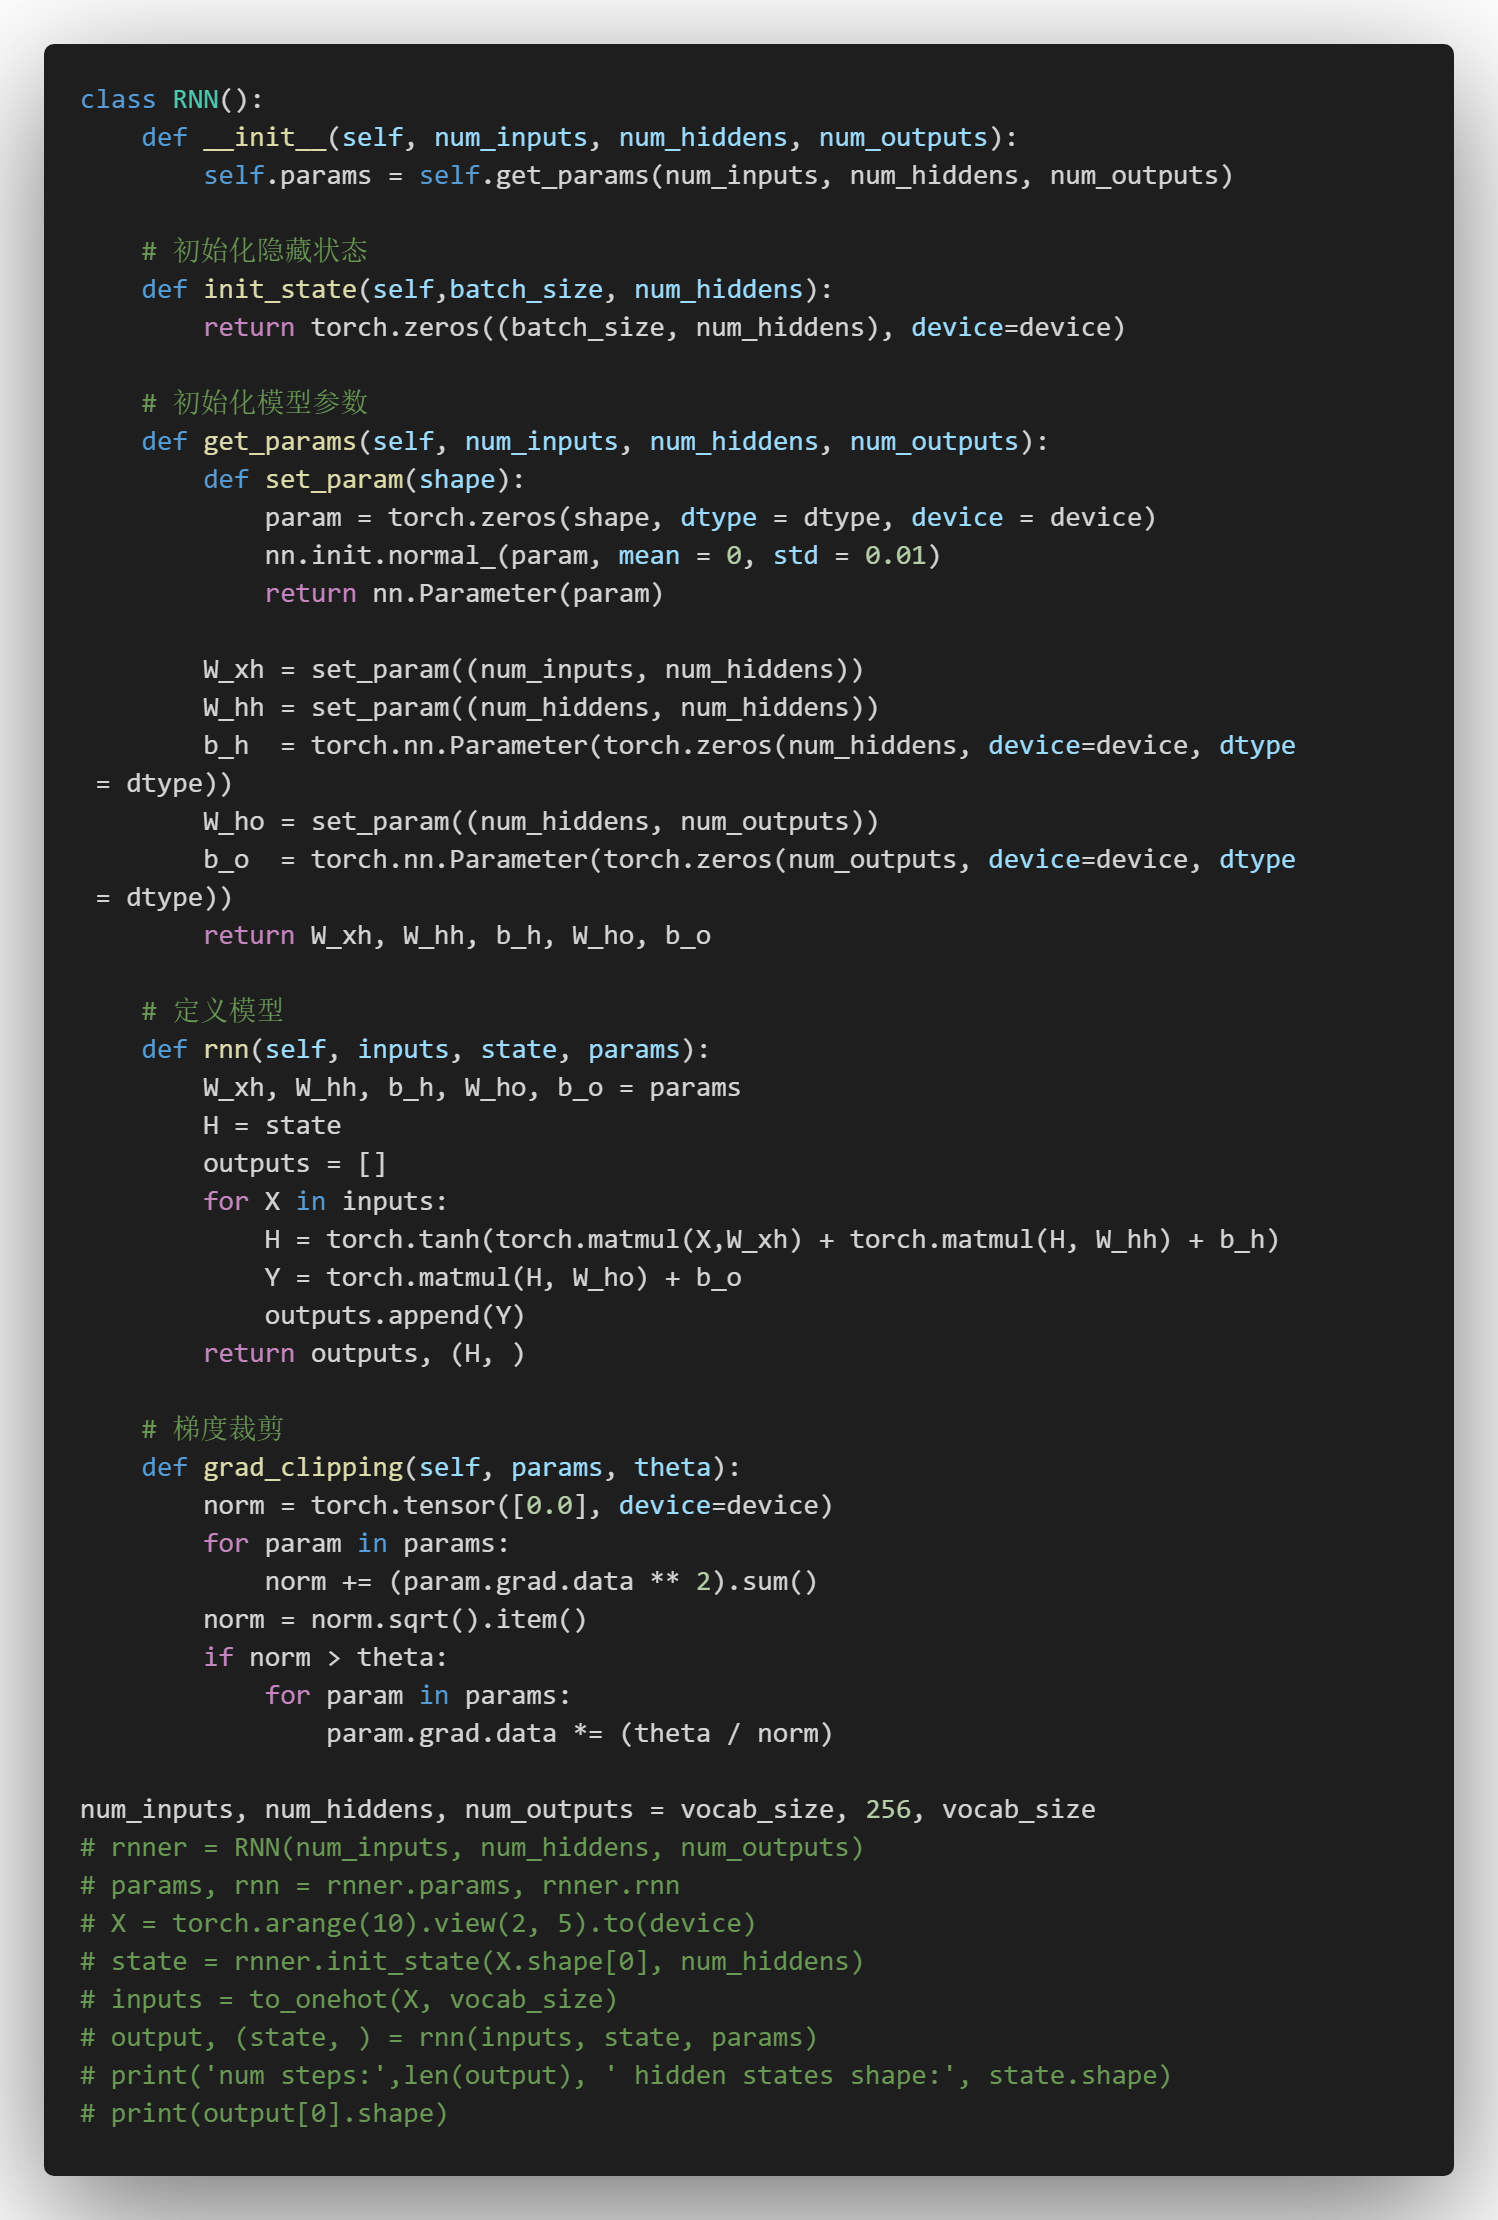 class RNN():
    def __init__(self, num_inputs, num_hiddens, num_outputs):
        self.params = self.get_params(num_inputs, num_hiddens, num_outputs)

    # 初始化隐藏状态
    def init_state(self,batch_size, num_hiddens):
        return torch.zeros((batch_size, num_hiddens), device=device)

    # 初始化模型参数
    def get_params(self, num_inputs, num_hiddens, num_outputs):
        def set_param(shape):
            param = torch.zeros(shape, dtype = dtype, device = device)
            nn.init.normal_(param, mean = 0, std = 0.01)
            return nn.Parameter(param)

        W_xh = set_param((num_inputs, num_hiddens))
        W_hh = set_param((num_hiddens, num_hiddens))
        b_h  = torch.nn.Parameter(torch.zeros(num_hiddens, device=device, dtype
 = dtype))
        W_ho = set_param((num_hiddens, num_outputs))
        b_o  = torch.nn.Parameter(torch.zeros(num_outputs, device=device, dtype
 = dtype))
        return W_xh, W_hh, b_h, W_ho, b_o

    # 定义模型
    def rnn(self, inputs, state, params):
        W_xh, W_hh, b_h, W_ho, b_o = params
        H = state
        outputs = []
        for X in inputs:
            H = torch.tanh(torch.matmul(X,W_xh) + torch.matmul(H, W_hh) + b_h)
            Y = torch.matmul(H, W_ho) + b_o
            outputs.append(Y)
        return outputs, (H, )

    # 梯度裁剪
    def grad_clipping(self, params, theta):
        norm = torch.tensor([0.0], device=device)
        for param in params:
            norm += (param.grad.data ** 2).sum()
        norm = norm.sqrt().item()
        if norm > theta:
            for param in params:
                param.grad.data *= (theta / norm)

num_inputs, num_hiddens, num_outputs = vocab_size, 256, vocab_size
# rnner = RNN(num_inputs, num_hiddens, num_outputs)
# params, rnn = rnner.params, rnner.rnn
# X = torch.arange(10).view(2, 5).to(device)
# state = rnner.init_state(X.shape[0], num_hiddens)
# inputs = to_onehot(X, vocab_size)
# output, (state, ) = rnn(inputs, state, params)
# print('num steps:',len(output), ' hidden states shape:', state.shape)
# print(output[0].shape)